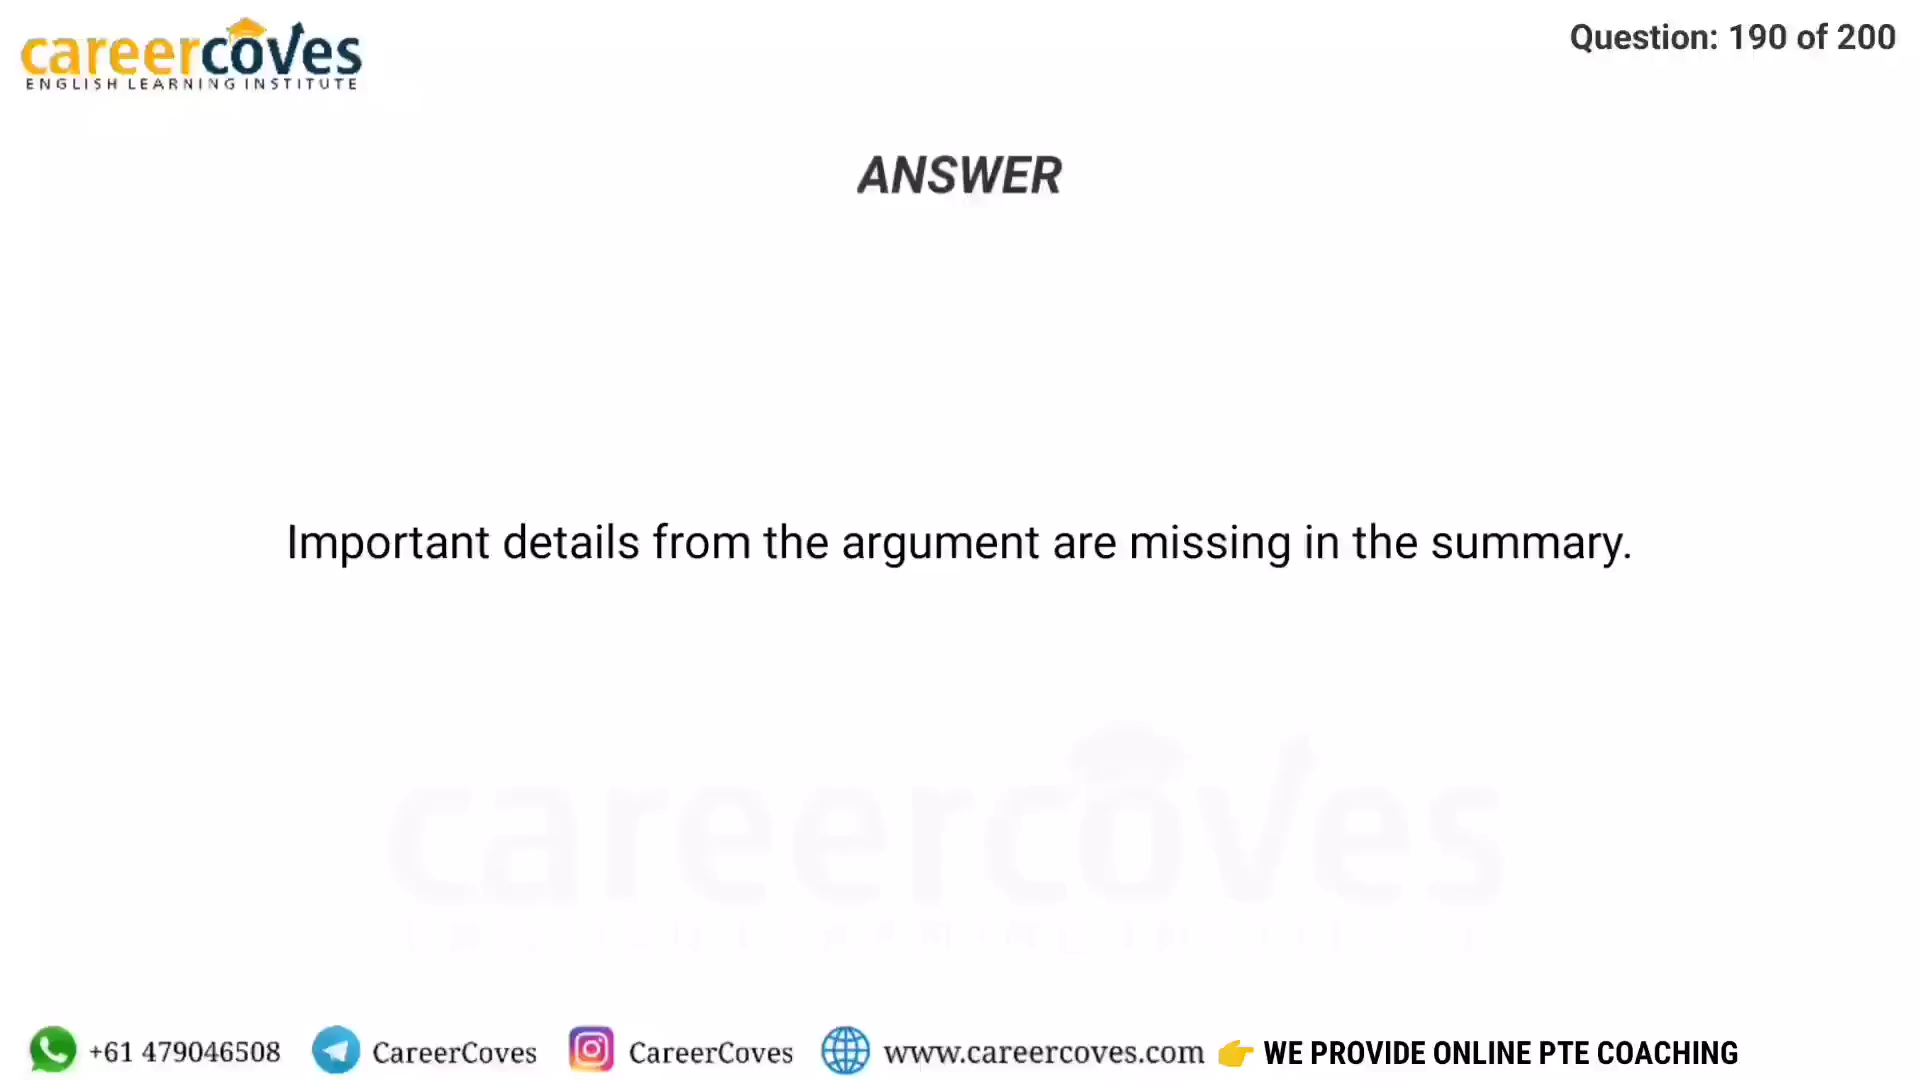 careercoves
ENGLISH LEARNING INSTITUTE
Question: 190 of 200
ANSWER
Important details from the argument are missing in the summary.
careercoves
+61 479046508 CareerCoves CareerCoves www.careercoves.com 👉 WE PROVIDE ONLINE PTE COACHING